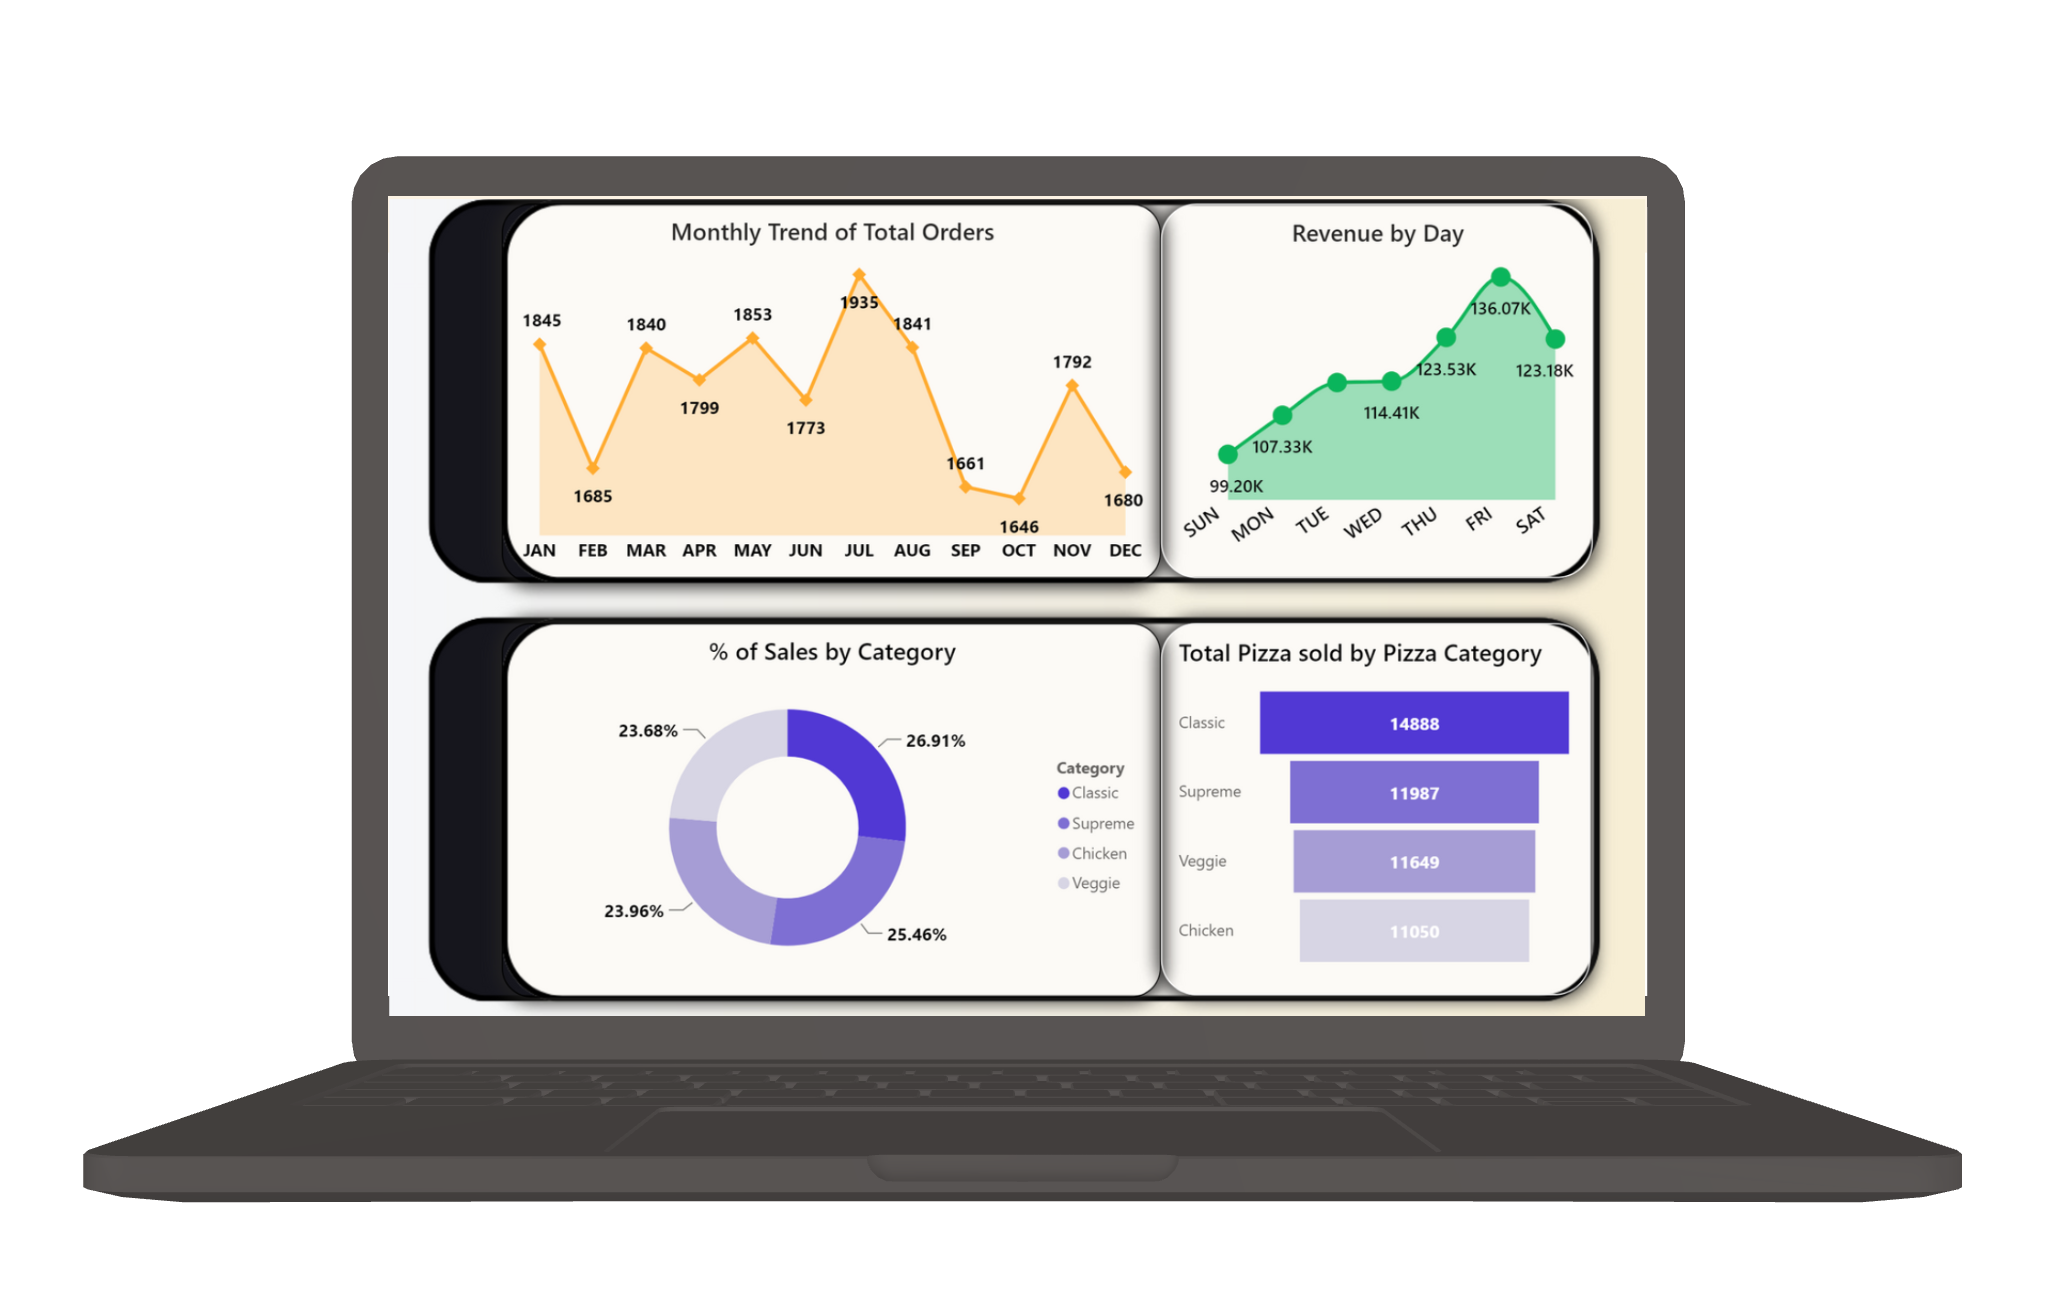 Monthly Trend of Total Orders
1845
1685
1840
1799
1853
1773
1935
1841
1661
1646
1792
1680
JAN FEB MAR APR MAY JUN JUL AUG SEP OCT NOV DEC
Revenue by Day
99.20K
107.33K
114.41K
123.53K
136.07K
123.18K
SUN MON TUE WED THU FRI SAT
% of Sales by Category
23.68%
26.91%
23.96%
25.46%
Category
Classic
Supreme
Chicken
Veggie
Total Pizza sold by Pizza Category
Classic 14888
Supreme 11987
Veggie 11649
Chicken 11050